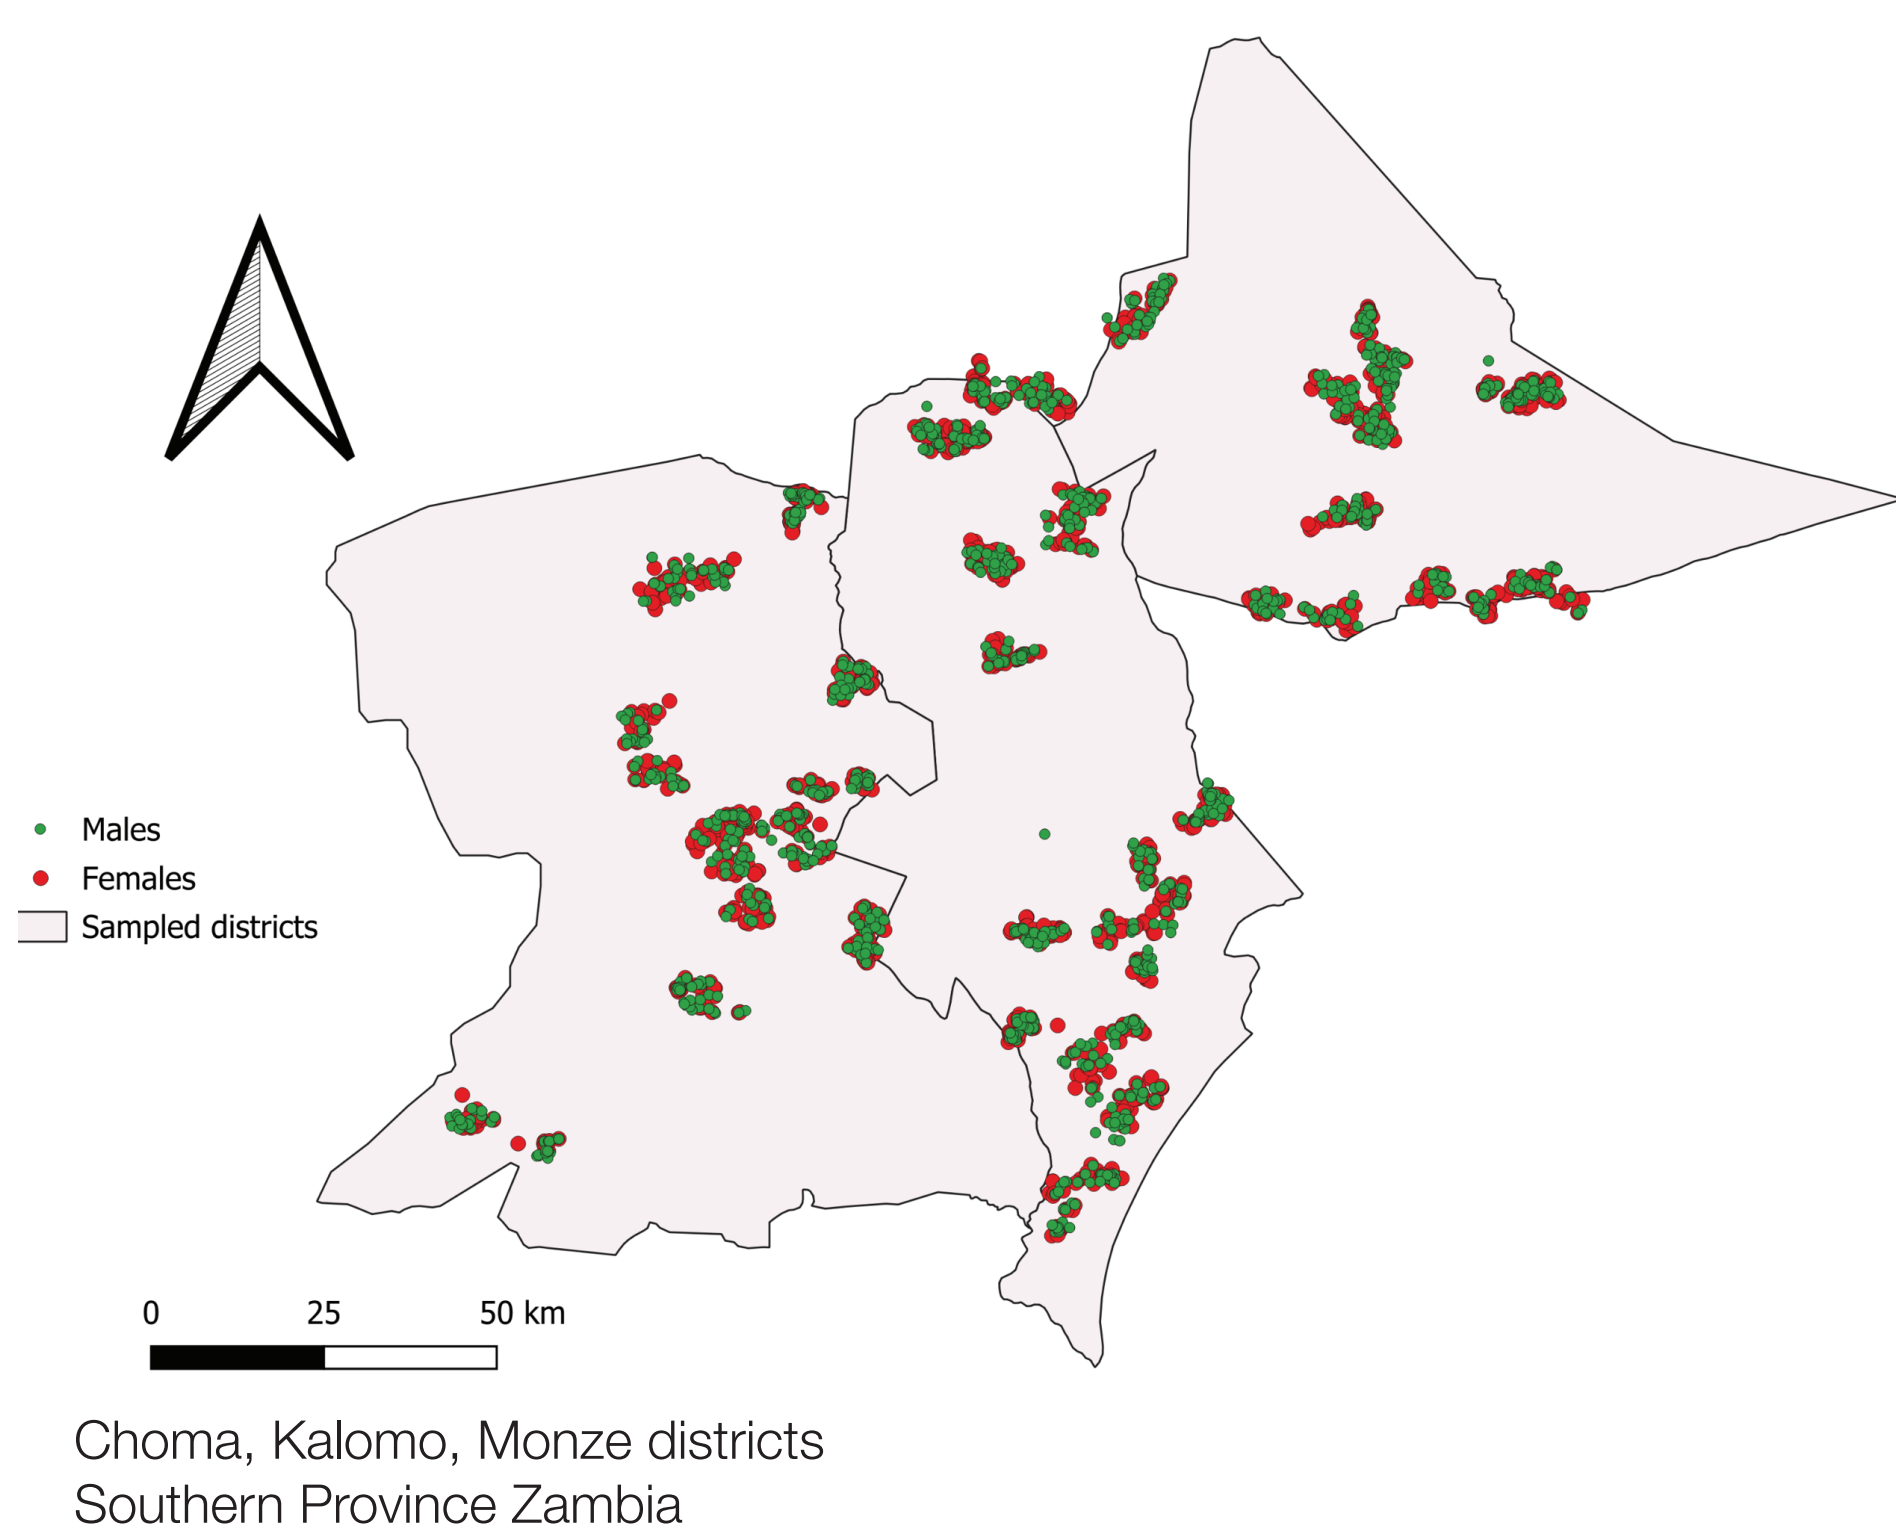 Males
Females
Sampled districts
0 25 50 km
Choma, Kalomo, Monze districts
Southern Province Zambia